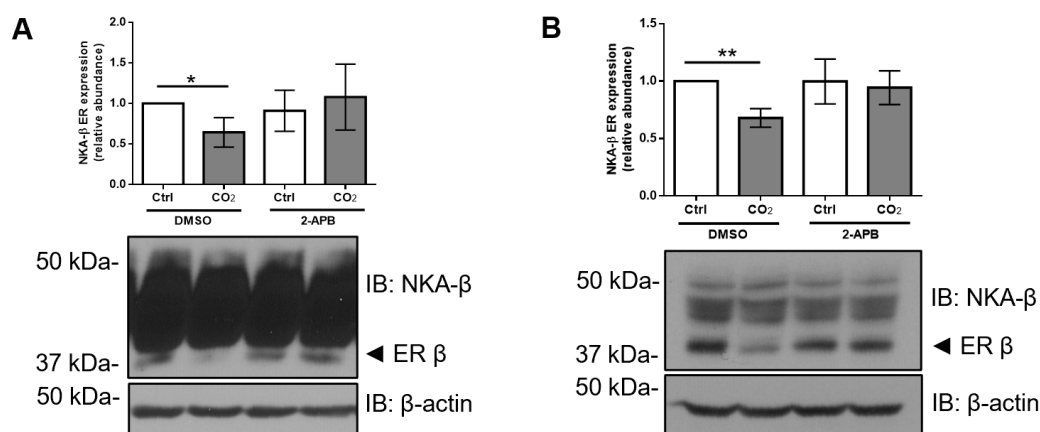 A
NKA-β ER expression
(relative abundance)
2.0
1.5
1.0
0.5
0.0
*
Ctrl CO₂ Ctrl CO₂
DMSO 2-APB
50 kDa-
IB: NKA-β
37 kDa-
◄ ER β
50 kDa-
IB: β-actin
B
NKA-β ER expression
(relative abundance)
1.5
1.0
0.5
0.0
**
Ctrl CO₂ Ctrl CO₂
DMSO 2-APB
50 kDa-
IB: NKA-β
37 kDa-
◄ ER β
50 kDa-
IB: β-actin